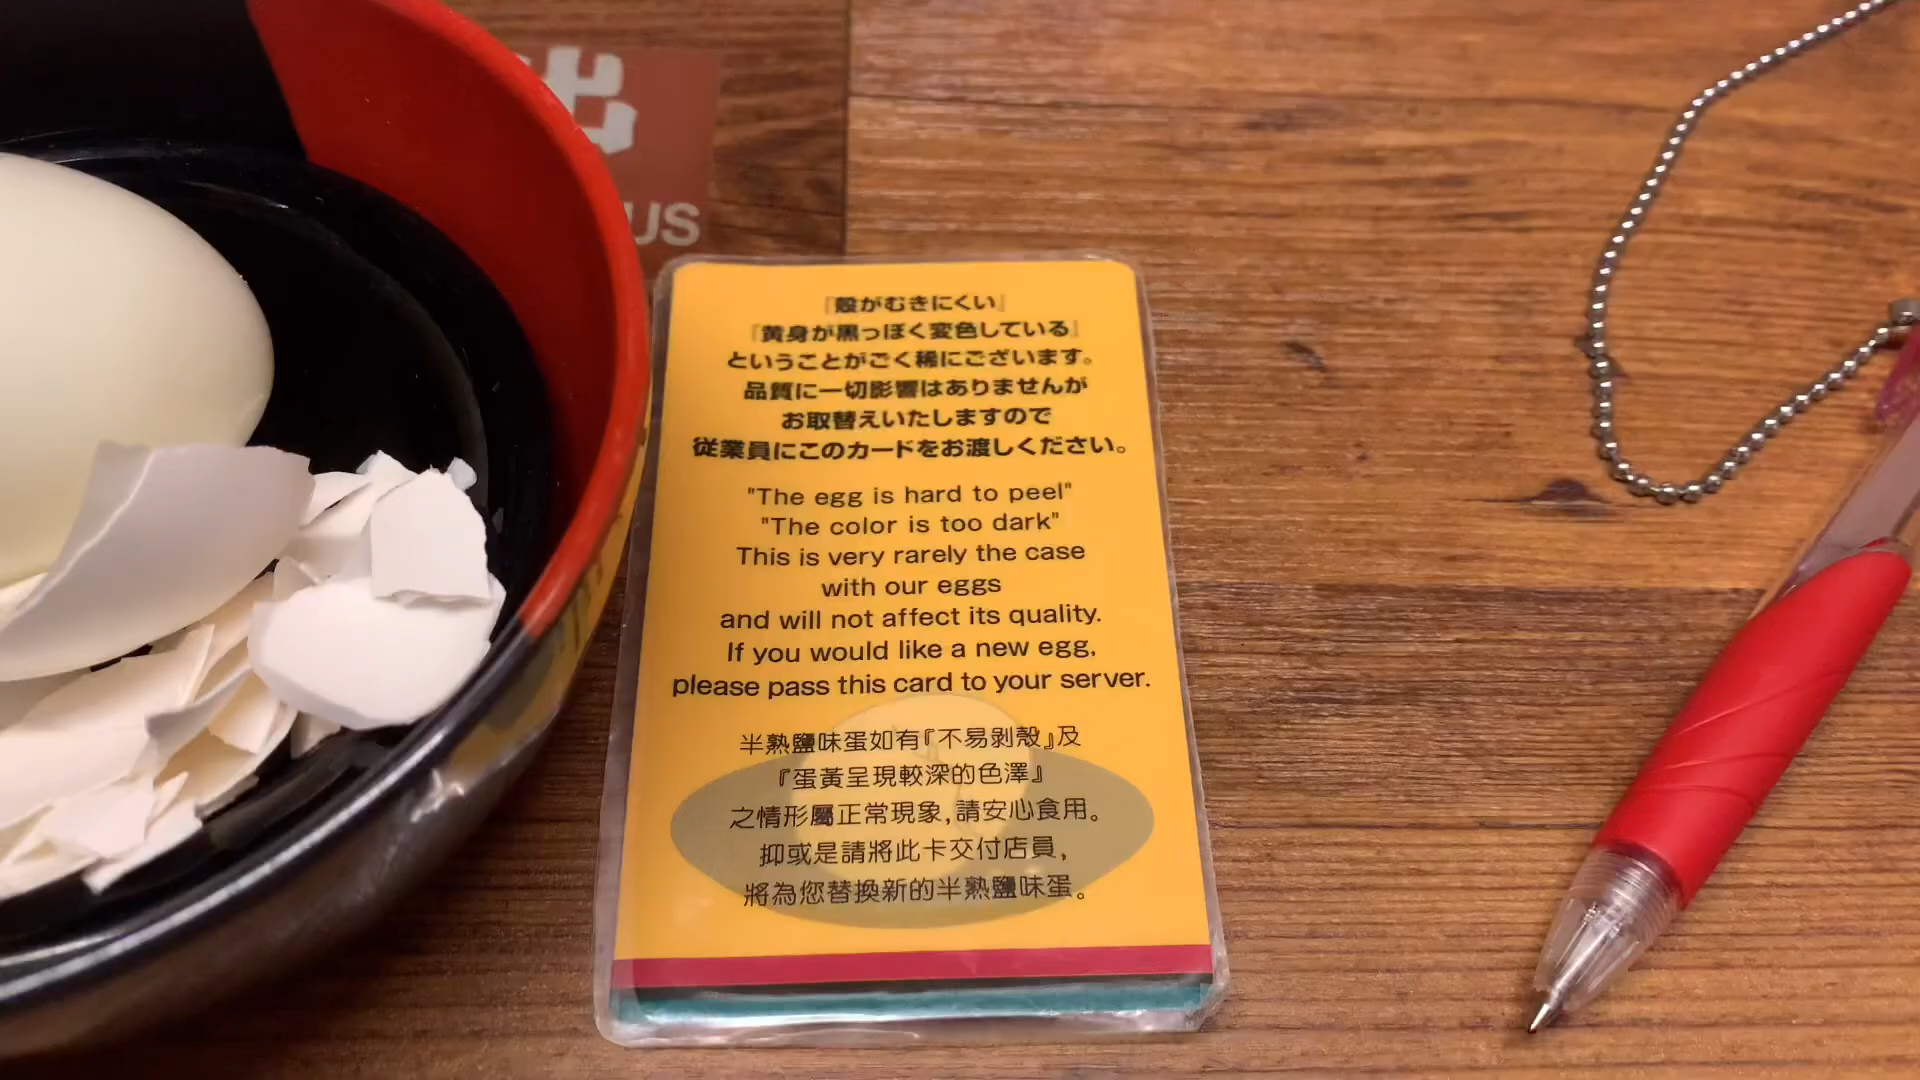 US
『殻がむきにくい』
『黄身が黒っぽく変色している』
ということがごく稀にございます。
品質に一切影響はありませんが
お取替えいたしますので
従業員にこのカードをお渡しください。
"The egg is hard to peel"
"The color is too dark"
This is very rarely the case
with our eggs
and will not affect its quality.
If you would like a new egg,
please pass this card to your server.
半熟鹽味蛋如有『不易剝殼』及
『蛋黃呈現較深的色澤』
之情形屬正常現象,請安心食用。
抑或是請將此卡交付店員,
將為您替換新的半熟鹽味蛋。